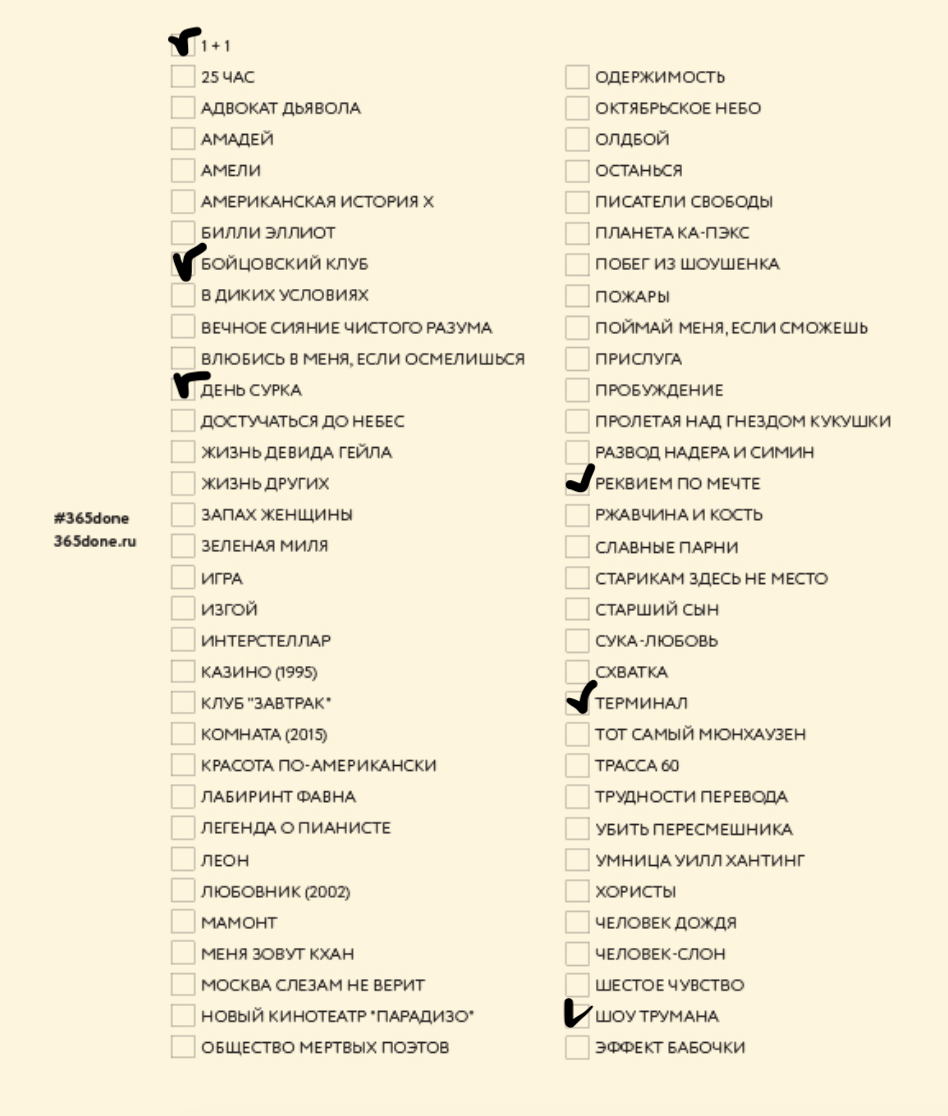 1 + 1
25 ЧАС
АДВОКАТ ДЬЯВОЛА
АМАДЕЙ
АМЕЛИ
АМЕРИКАНСКАЯ ИСТОРИЯ Х
БИЛЛИ ЭЛЛИОТ
БОЙЦОВСКИЙ КЛУБ
В ДИКИХ УСЛОВИЯХ
ВЕЧНОЕ СИЯНИЕ ЧИСТОГО РАЗУМА
ВЛЮБИСЬ В МЕНЯ, ЕСЛИ ОСМЕЛИШЬСЯ
ДЕНЬ СУРКА
ДОСТУЧАТЬСЯ ДО НЕБЕС
ЖИЗНЬ ДЕВИДА ГЕЙЛА
ЖИЗНЬ ДРУГИХ
ЗАПАХ ЖЕНЩИНЫ
ЗЕЛЕНАЯ МИЛЯ
ИГРА
ИЗГОЙ
ИНТЕРСТЕЛЛАР
КАЗИНО (1995)
КЛУБ "ЗАВТРАК"
КОМНАТА (2015)
КРАСОТА ПО-АМЕРИКАНСКИ
ЛАБИРИНТ ФАВНА
ЛЕГЕНДА О ПИАНИСТЕ
ЛЕОН
ЛЮБОВНИК (2002)
МАМОНТ
МЕНЯ ЗОВУТ КХАН
МОСКВА СЛЕЗАМ НЕ ВЕРИТ
НОВЫЙ КИНОТЕАТР "ПАРАДИЗО"
ОБЩЕСТВО МЕРТВЫХ ПОЭТОВ
ОДЕРЖИМОСТЬ
ОКТЯБРЬСКОЕ НЕБО
ОЛДБОЙ
ОСТАНЬСЯ
ПИСАТЕЛИ СВОБОДЫ
ПЛАНЕТА КА-ПЭКС
ПОБЕГ ИЗ ШОУШЕНКА
ПОЖАРЫ
ПОЙМАЙ МЕНЯ, ЕСЛИ СМОЖЕШЬ
ПРИСЛУГА
ПРОБУЖДЕНИЕ
ПРОЛЕТАЯ НАД ГНЕЗДОМ КУКУШКИ
РАЗВОД НАДЕРА И СИМИН
РЕКВИЕМ ПО МЕЧТЕ
РЖАВЧИНА И КОСТЬ
СЛАВНЫЕ ПАРНИ
СТАРИКАМ ЗДЕСЬ НЕ МЕСТО
СТАРШИЙ СЫН
СУКА-ЛЮБОВЬ
СХВАТКА
ТЕРМИНАЛ
ТОТ САМЫЙ МЮНХАУЗЕН
ТРАССА 60
ТРУДНОСТИ ПЕРЕВОДА
УБИТЬ ПЕРЕСМЕШНИКА
УМНИЦА УИЛЛ ХАНТИНГ
ХОРИСТЫ
ЧЕЛОВЕК ДОЖДЯ
ЧЕЛОВЕК-СЛОН
ШЕСТОЕ ЧУВСТВО
ШОУ ТРУМАНА
ЭФФЕКТ БАБОЧКИ
#365done
365done.ru